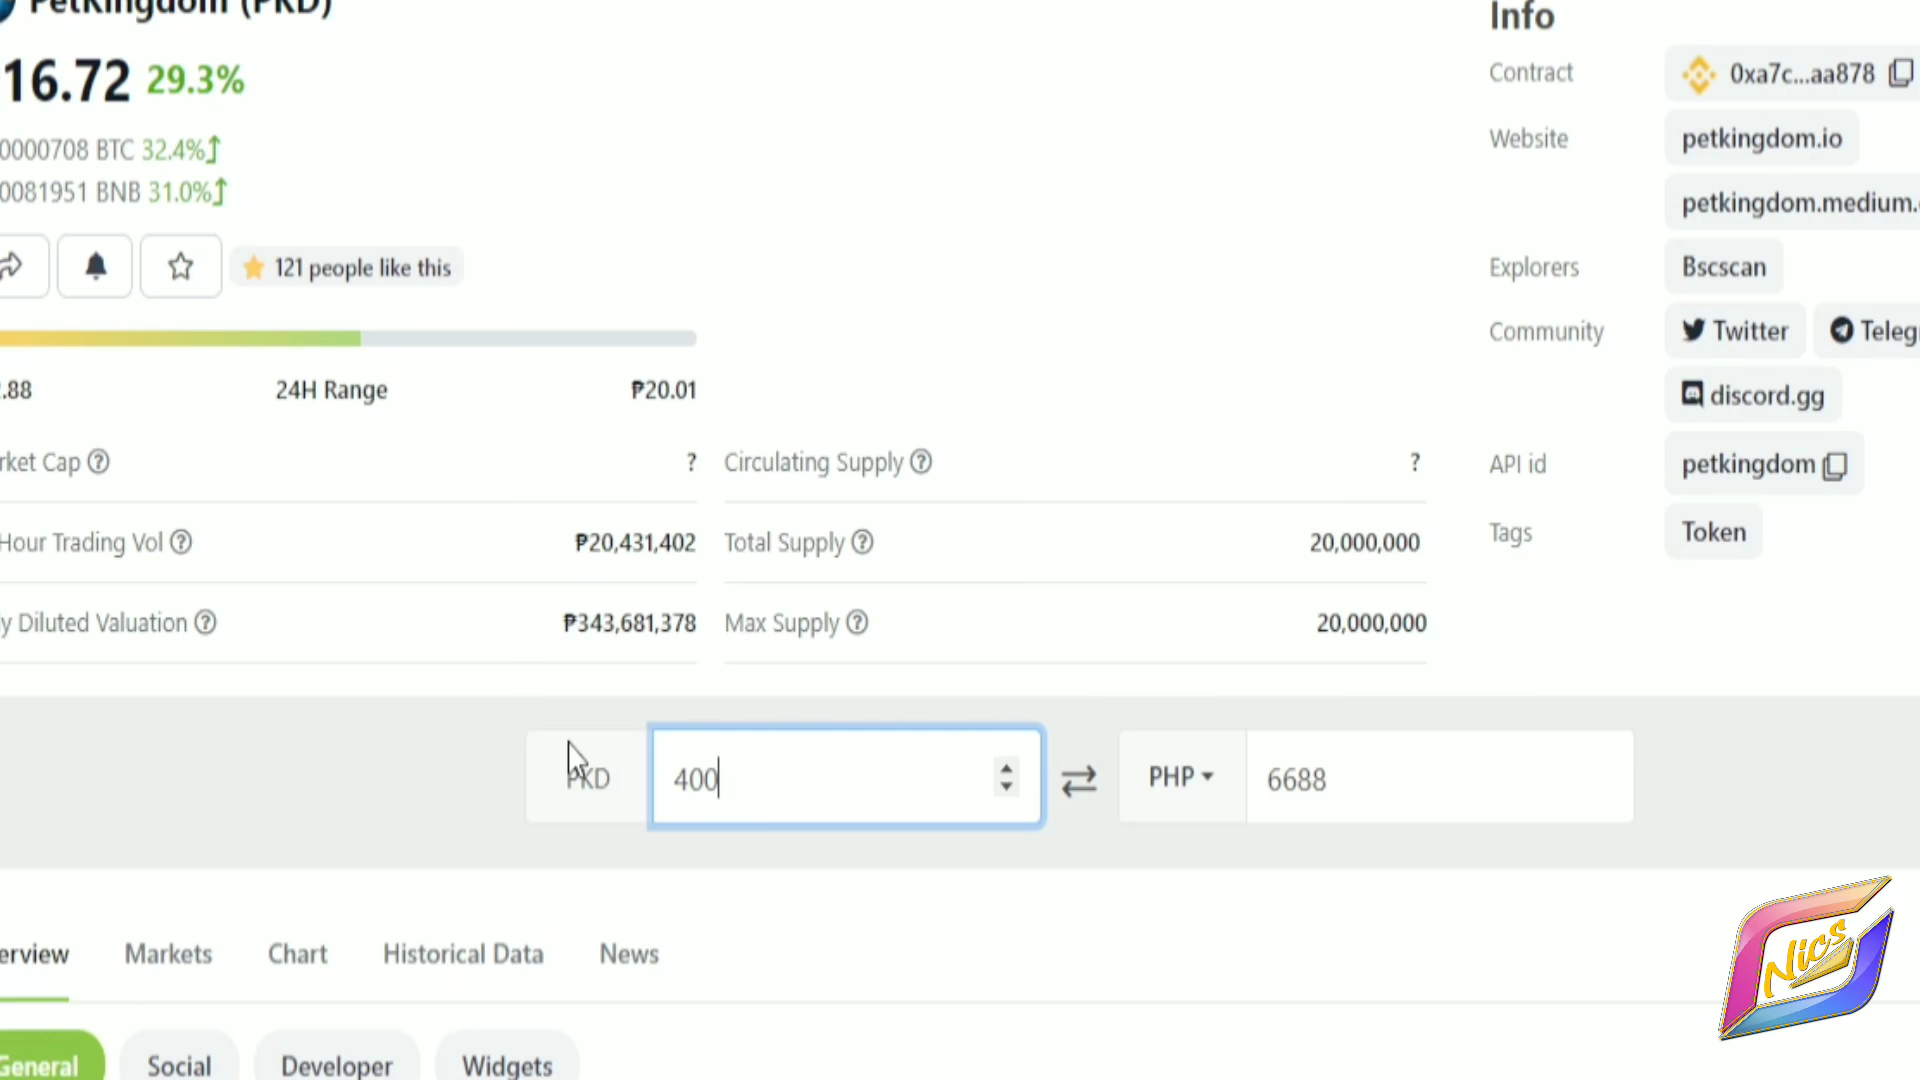 PetKingdom (PKD)
16.72 29.3%
0000708 BTC 32.4%
0081951 BNB 31.0%
121 people like this
.88 24H Range ₱20.01
rket Cap ?
Circulating Supply ?
Hour Trading Vol ₱20,431,402
Total Supply 20,000,000
y Diluted Valuation ₱343,681,378
Max Supply 20,000,000
Info
Contract 0xa7c...aa878
Website petkingdom.io
petkingdom.medium.
Explorers Bscscan
Community Twitter Telegr
discord.gg
API id petkingdom
Tags Token
PKD 400 PHP 6688
erview Markets Chart Historical Data News
General Social Developer Widgets
Nics